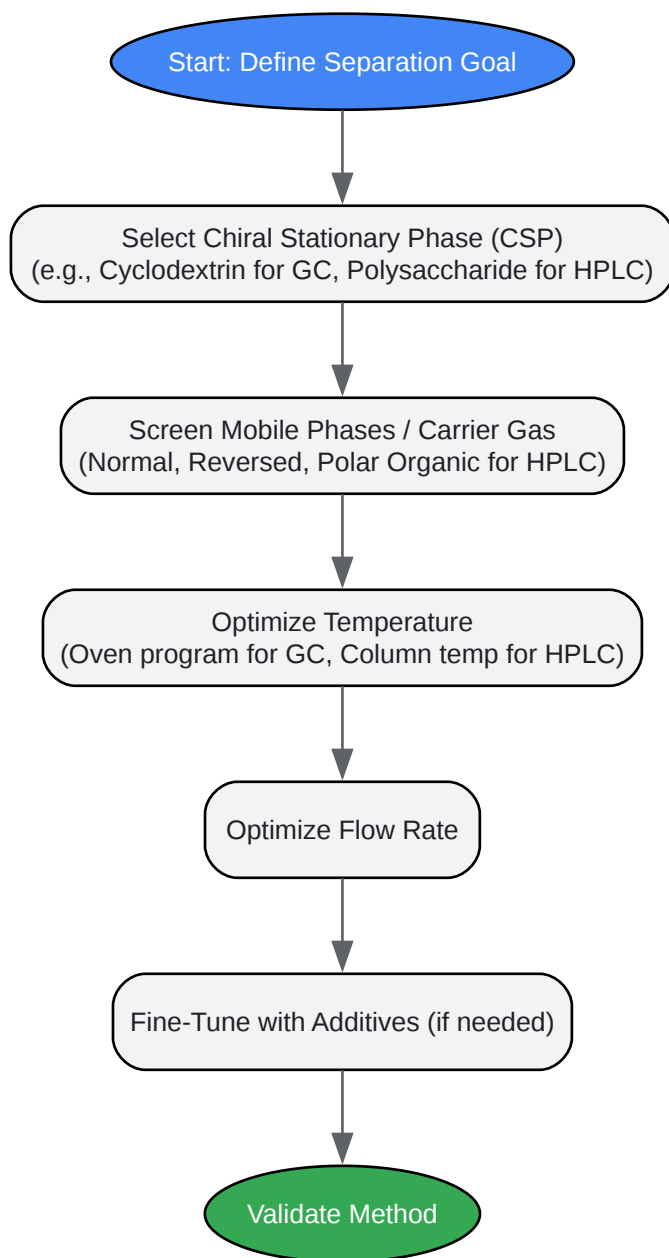 Start: Define Separation Goal
Select Chiral Stationary Phase (CSP)
(e.g., Cyclodextrin for GC, Polysaccharide for HPLC)
Screen Mobile Phases / Carrier Gas
(Normal, Reversed, Polar Organic for HPLC)
Optimize Temperature
(Oven program for GC, Column temp for HPLC)
Optimize Flow Rate
Fine-Tune with Additives (if needed)
Validate Method